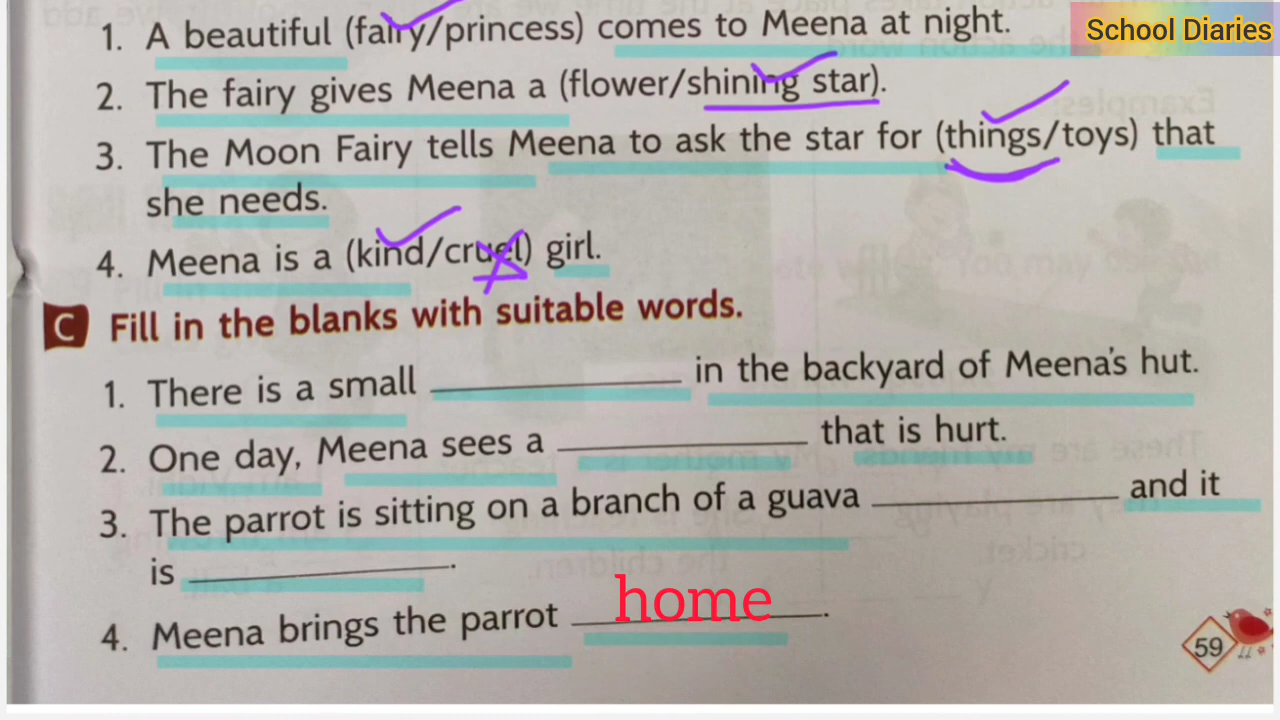 School Diaries
1. A beautiful (fairy/princess) comes to Meena at night.
2. The fairy gives Meena a (flower/shining star).
3. The Moon Fairy tells Meena to ask the star for (things/toys) that
she needs.
4. Meena is a (kind/cruel) girl.
C Fill in the blanks with suitable words.
1. There is a small ____________ in the backyard of Meena's hut.
2. One day, Meena sees a ____________ that is hurt.
3. The parrot is sitting on a branch of a guava ____________ and it
is ____________.
4. Meena brings the parrot home.
59